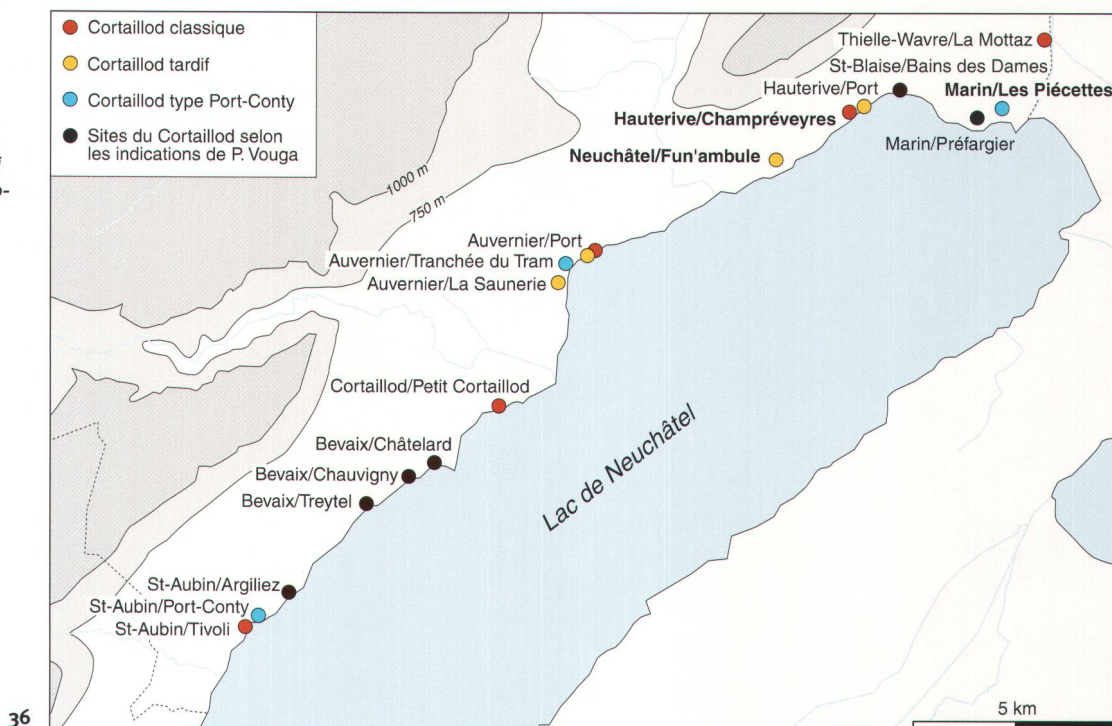 Cortaillod classique
Cortaillod tardif
Cortaillod type Port-Conty
Sites du Cortaillod selon
les indications de P. Vouga
Thielle-Wavre/La Mottaz
St-Blaise/Bains des Dames
Hauterive/Port
Marin/Les Piécettes
Hauterive/Champréveyres
Marin/Préfargier
Neuchâtel/Fun'ambule
1000 m
750 m
Auvernier/Port
Auvernier/Tranchée du Tram
Auvernier/La Saunerie
Cortaillod/Petit Cortaillod
Lac de Neuchâtel
Bevaix/Châtelard
Bevaix/Chauvigny
Bevaix/Treytel
St-Aubin/Argiliez
St-Aubin/Port-Conty
St-Aubin/Tivoli
36
5 km